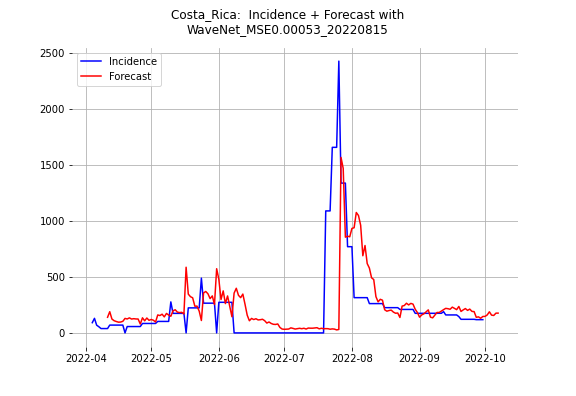 Costa_Rica:  Incidence + Forecast with
WaveNet_MSE0.00053_20220815
Incidence
Forecast
2500
2000
1500
1000
500
0
2022-04 2022-05 2022-06 2022-07 2022-08 2022-09 2022-10